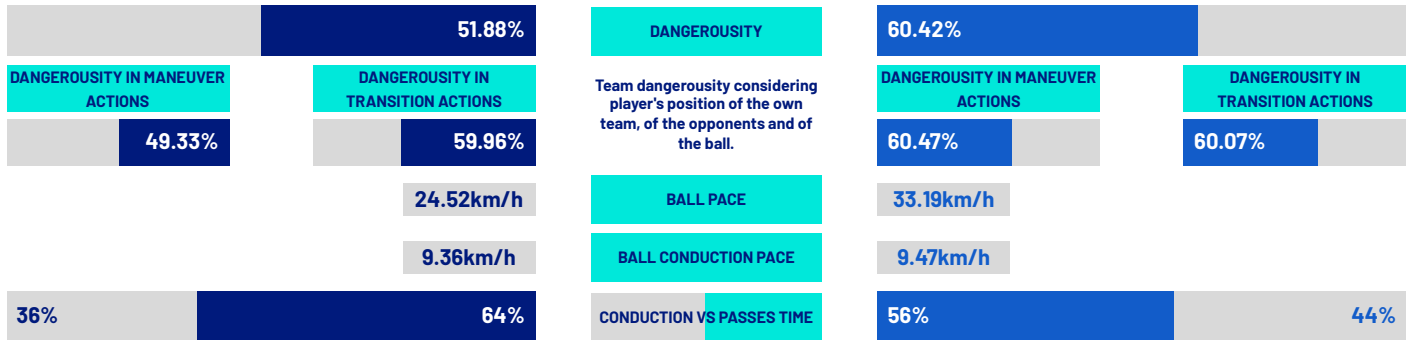 51.88%
DANGEROUSITY
60.42%
DANGEROUSITY IN MANEUVER
ACTIONS
DANGEROUSITY IN
TRANSITION ACTIONS
Team dangerousity considering
player's position of the own
team, of the opponents and of
the ball.
DANGEROUSITY IN MANEUVER
ACTIONS
DANGEROUSITY IN
TRANSITION ACTIONS
49.33%
59.96%
60.47%
60.07%
24.52km/h
BALL PACE
33.19km/h
9.36km/h
BALL CONDUCTION PACE
9.47km/h
36%
64%
CONDUCTION VS PASSES TIME
56%
44%